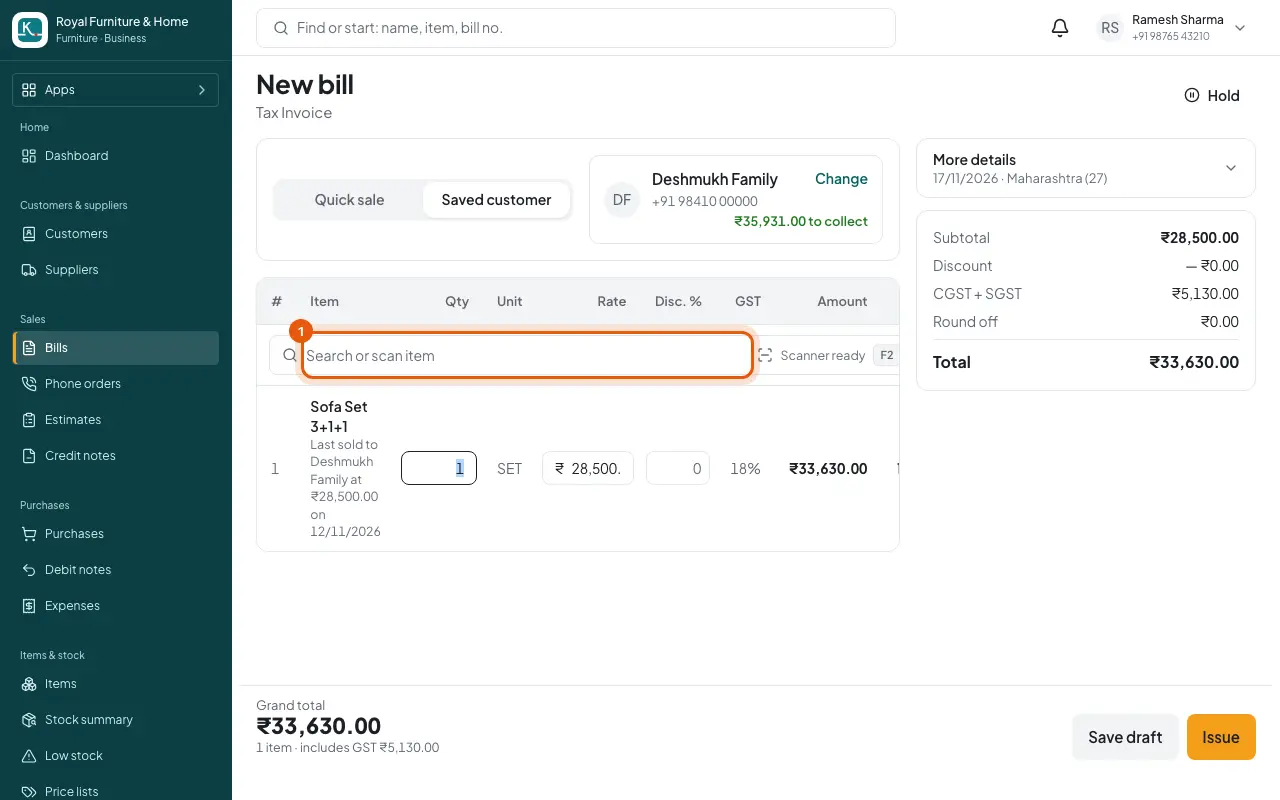 Royal Furniture & Home
Furniture · Business
Apps
Home
Dashboard
Customers & suppliers
Customers
Suppliers
Sales
Bills
Phone orders
Estimates
Credit notes
Purchases
Purchases
Debit notes
Expenses
Items & stock
Items
Stock summary
Low stock
Price lists
Find or start: name, item, bill no.
RS
Ramesh Sharma
+91 98765 43210
New bill
Tax Invoice
Hold
Quick sale
Saved customer
DF
Deshmukh Family
Change
+91 98410 00000
₹35,931.00 to collect
# Item Qty Unit Rate Disc. % GST Amount
1
Search or scan item
Scanner ready
F2
1
Sofa Set
3+1+1
Last sold to
Deshmukh
Family at
₹28,500.00
on
12/11/2026
1
SET
₹ 28,500.
0
18%
₹33,630.00
More details
17/11/2026 · Maharashtra (27)
Subtotal ₹28,500.00
Discount — ₹0.00
CGST + SGST ₹5,130.00
Round off ₹0.00
Total ₹33,630.00
Grand total
₹33,630.00
1 item · includes GST ₹5,130.00
Save draft
Issue